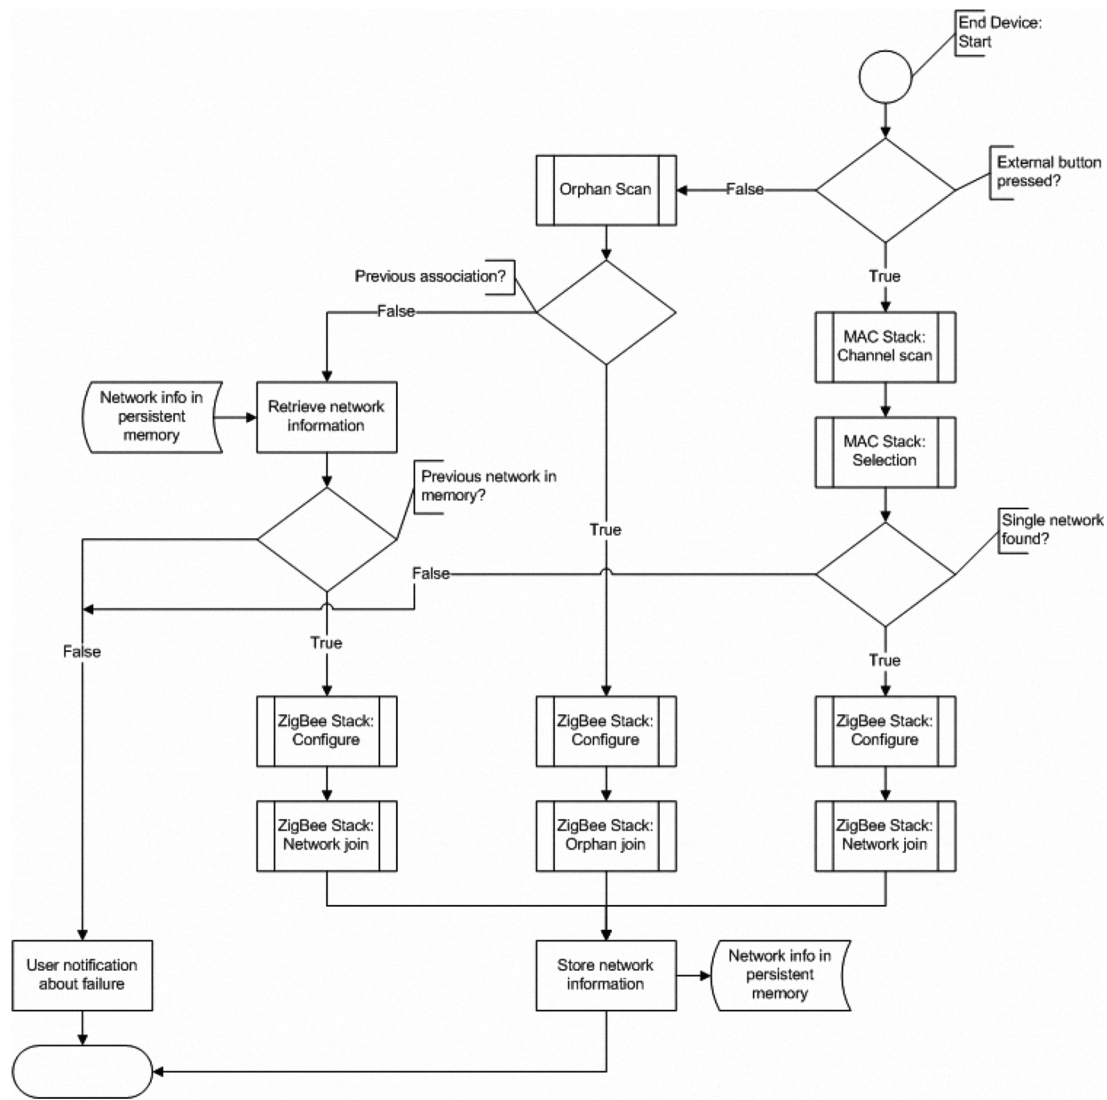 End Device:
Start
External button
pressed?
Orphan Scan
False
Previous association?
True
False
MAC Stack:
Channel scan
Network info in
persistent
memory
Retrieve network
information
MAC Stack:
Selection
Previous network in
memory?
Single network
found?
True
False
False
True
True
ZigBee Stack:
Configure
ZigBee Stack:
Configure
ZigBee Stack:
Configure
ZigBee Stack:
Network join
ZigBee Stack:
Orphan join
ZigBee Stack:
Network join
User notification
about failure
Store network
information
Network info in
persistent
memory